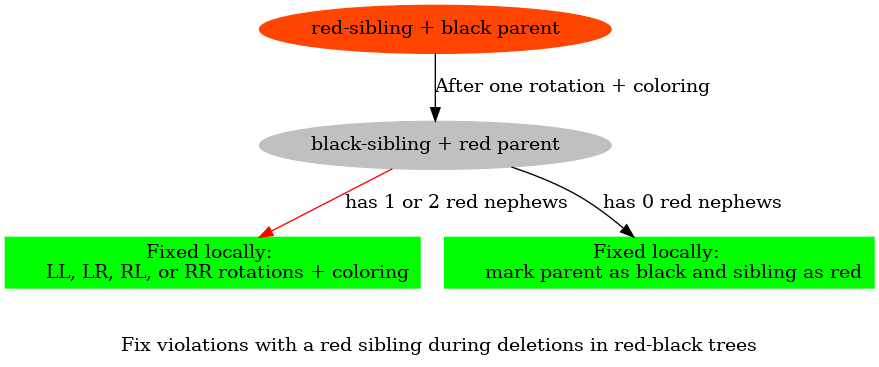 red-sibling + black parent
After one rotation + coloring
black-sibling + red parent
has 1 or 2 red nephews
has 0 red nephews
Fixed locally:
LL, LR, RL, or RR rotations + coloring
Fixed locally:
mark parent as black and sibling as red
Fix violations with a red sibling during deletions in red-black trees